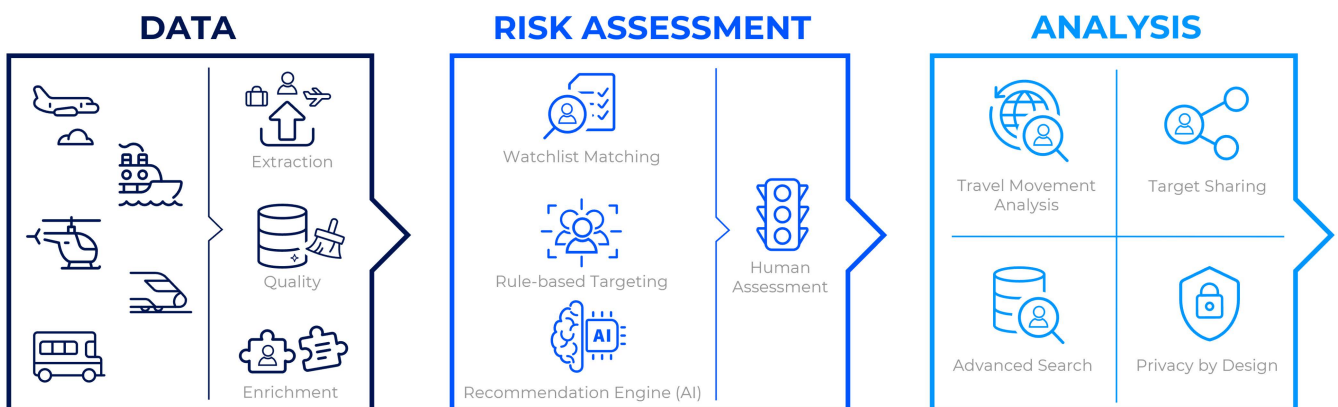 DATA
Extraction
Quality
Enrichment
RISK ASSESSMENT
Watchlist Matching
Rule-based Targeting
AI
Recommendation Engine (AI)
Human
Assessment
ANALYSIS
Travel Movement
Analysis
Target Sharing
Advanced Search
Privacy by Design